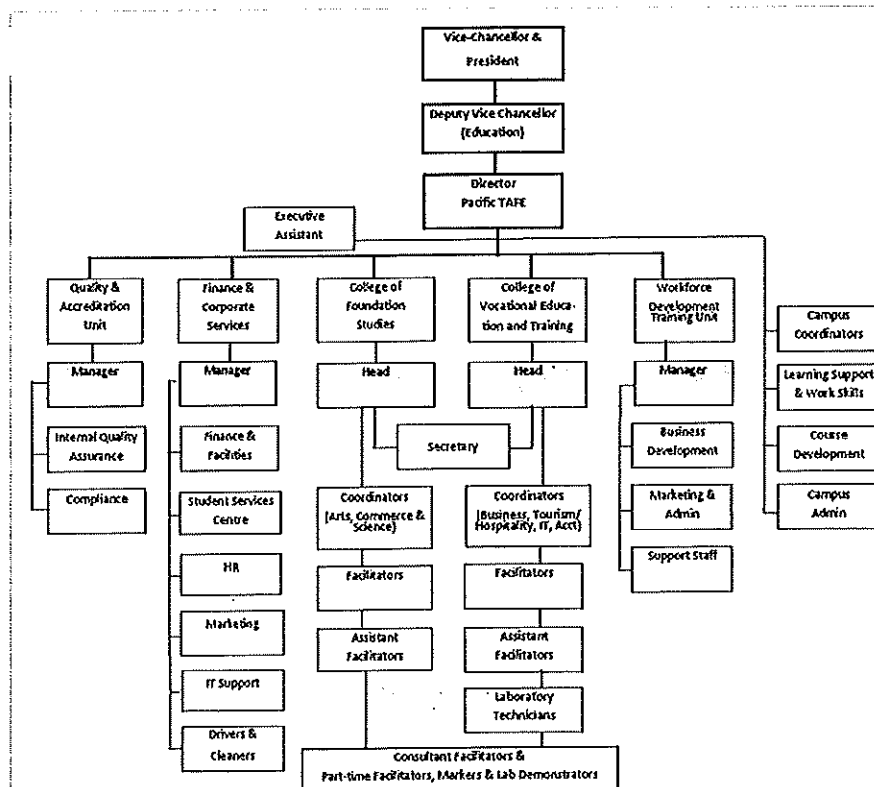 Vice-Chancellor &
President
Deputy Vice Chancellor
(Education)
Director
Pacific TAFE
Executive
Assistant
Quality &
Accreditation
Unit
Finance &
Corporate
Services
College of
Foundation
Studies
College of
Vocational Educa-
tion and Training
Workforce
Development
Training Unit
Campus
Coordinators
Manager
Manager
Head
Head
Manager
Learning Support
& Work Skills
Internal Quality
Assurance
Finance &
Facilities
Secretary
Business
Development
Course
Development
Compliance
Student Services
Centre
Coordinators
(Arts, Commerce &
Science)
Coordinators
(Business, Tourism/
Hospitality, IT, Acct)
Marketing
& Admin
Campus
Admin
HR
Facilitators
Facilitators
Support Staff
Marketing
Assistant
Facilitators
Assistant
Facilitators
IT Support
Laboratory
Technicians
Drivers &
Cleaners
Consultant Facilitators &
Part-time Facilitators, Markers & Lab Demonstrators